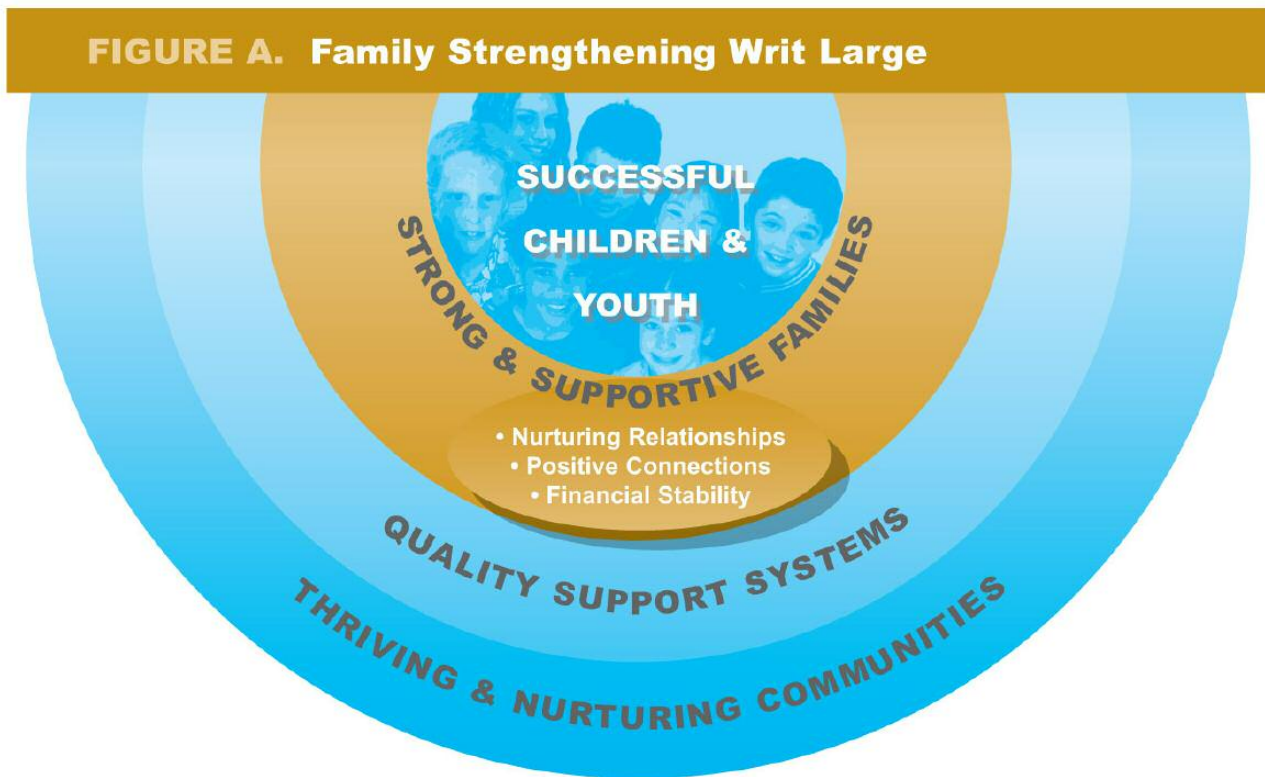 FIGURE A. Family Strengthening Writ Large
SUCCESSFUL
CHILDREN &
YOUTH
STRONG & SUPPORTIVE FAMILIES
• Nurturing Relationships
• Positive Connections
• Financial Stability
QUALITY SUPPORT SYSTEMS
THRIVING & NURTURING COMMUNITIES